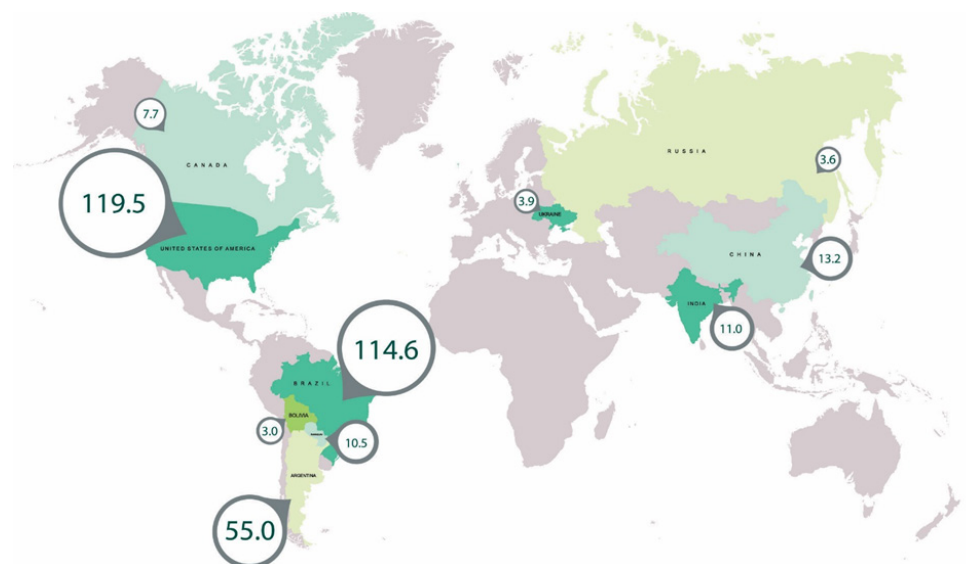 7.7
3.6
RUSSIA
CANADA
3.9
119.5
UKRAINE
UNITED STATES OF AMERICA
CHINA
13.2
INDIA
11.0
114.6
BRAZIL
BOLIVIA
3.0
10.5
ARGENTINA
55.0